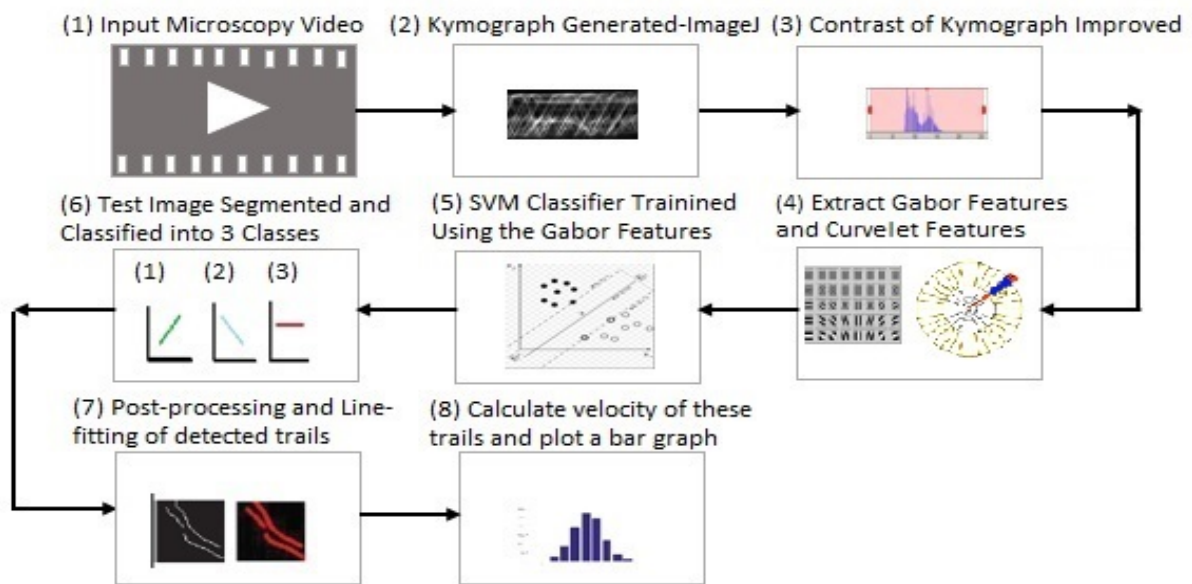 (1) Input Microscopy Video
(2) Kymograph Generated-ImageJ
(3) Contrast of Kymograph Improved
(4) Extract Gabor Features
and Curvelet Features
(5) SVM Classifier Trainined
Using the Gabor Features
(6) Test Image Segmented and
Classified into 3 Classes
(1) (2) (3)
(7) Post-processing and Line-
fitting of detected trails
(8) Calculate velocity of these
trails and plot a bar graph